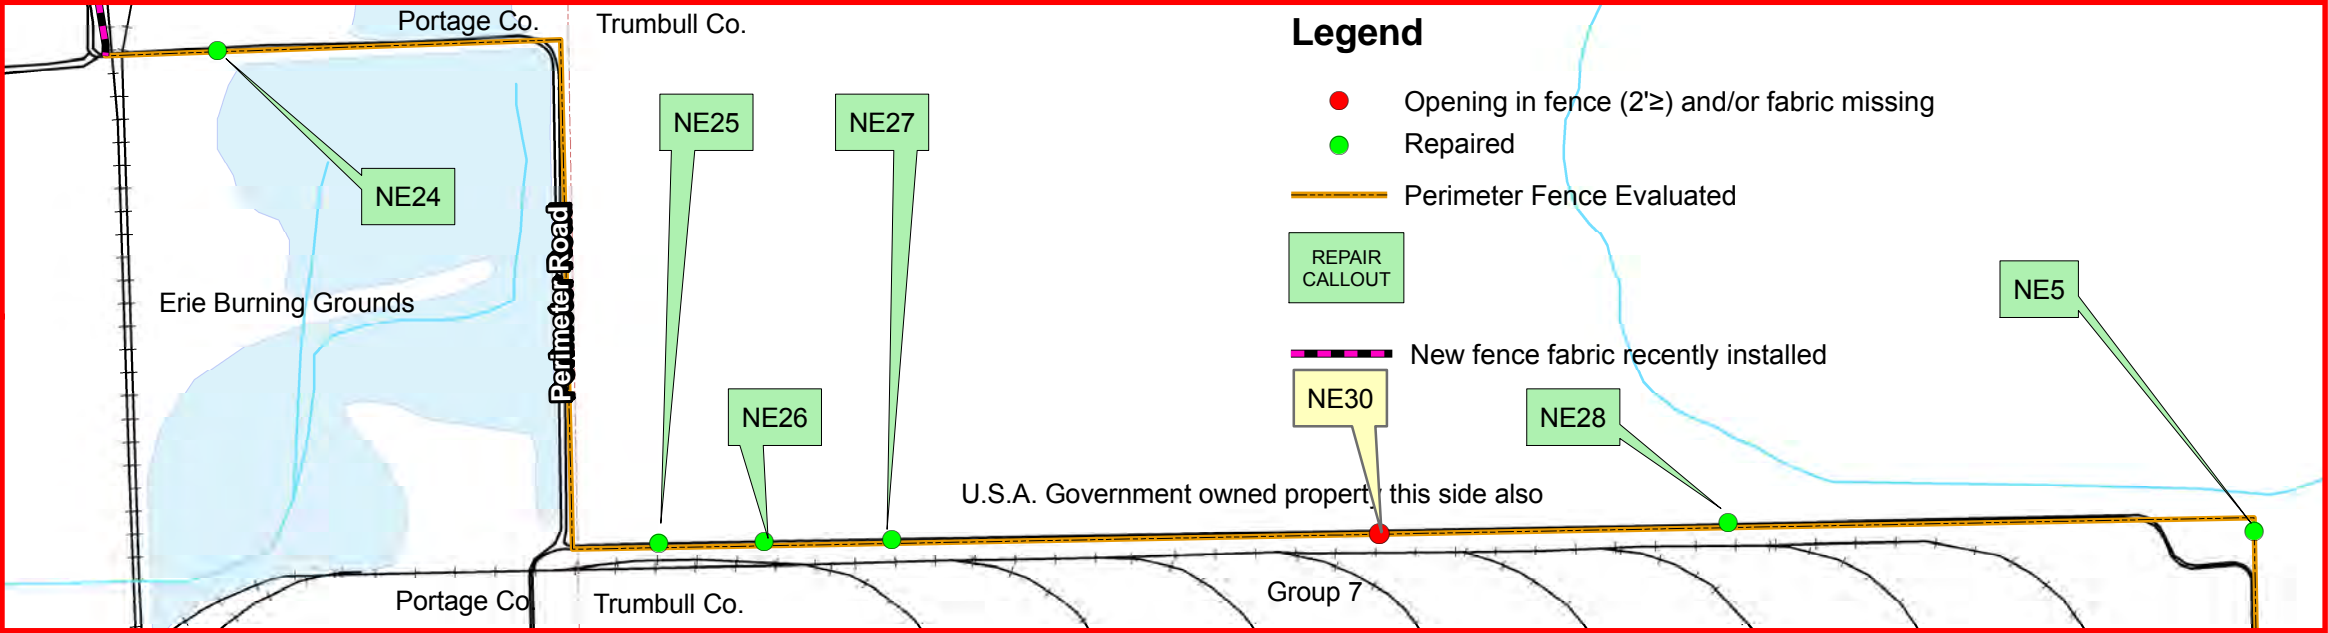 Portage Co.
Trumbull Co.
Legend
Opening in fence (2'≥) and/or fabric missing
Repaired
Perimeter Fence Evaluated
REPAIR
CALLOUT
New fence fabric recently installed
NE24
NE25
NE27
NE26
NE30
NE28
NE5
Erie Burning Grounds
Perimeter Road
U.S.A. Government owned property this side also
Group 7
Portage Co.
Trumbull Co.